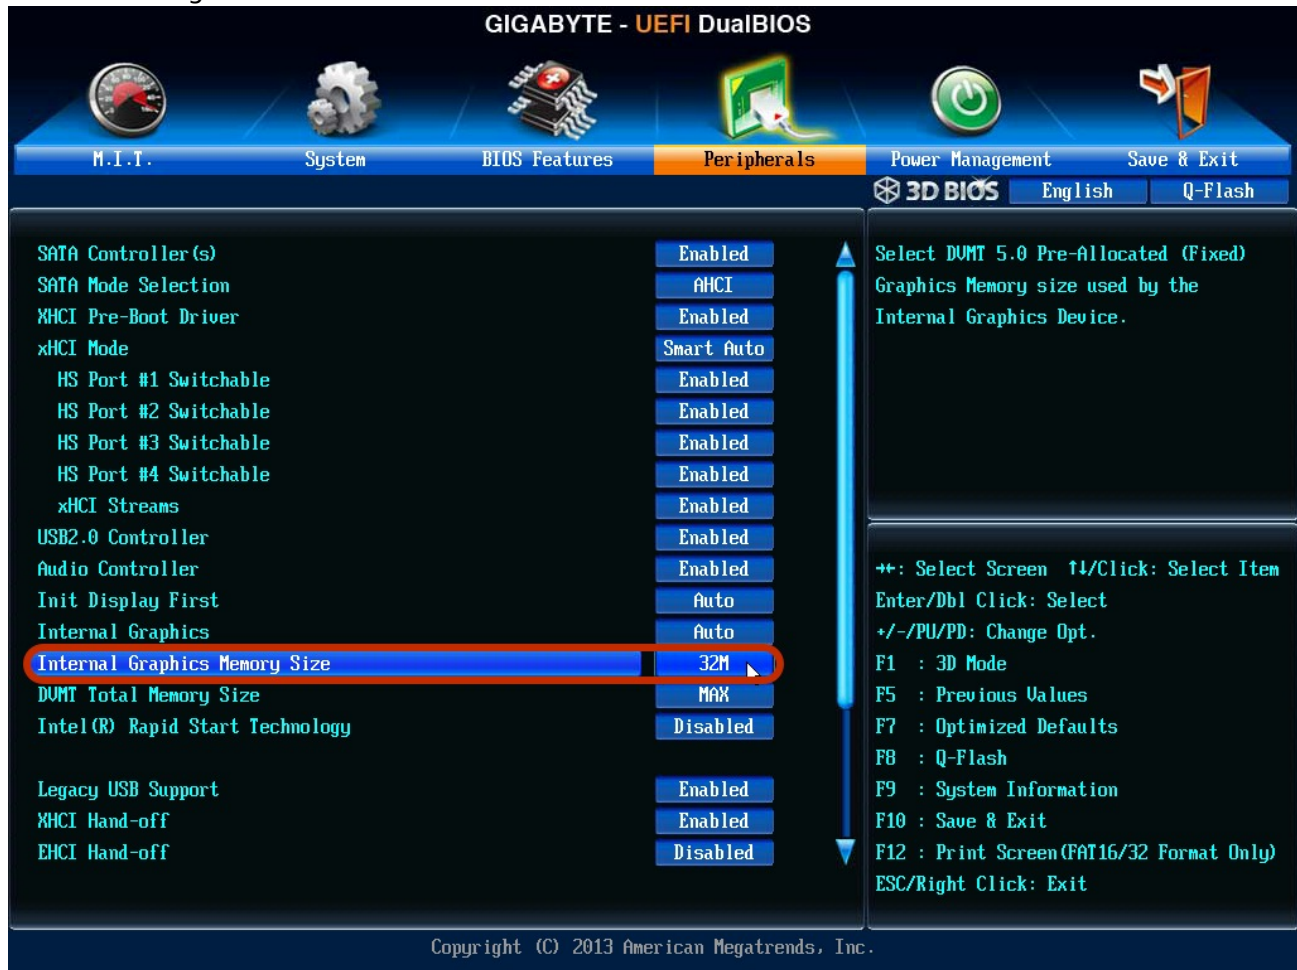 GIGABYTE - UEFI DualBIOS
M.I.T. System BIOS Features Peripherals Power Management Save & Exit
3D BIOS English Q-Flash
SATA Controller(s) Enabled
SATA Mode Selection AHCI
XHCI Pre-Boot Driver Enabled
xHCI Mode Smart Auto
HS Port #1 Switchable Enabled
HS Port #2 Switchable Enabled
HS Port #3 Switchable Enabled
HS Port #4 Switchable Enabled
xHCI Streams Enabled
USB2.0 Controller Enabled
Audio Controller Enabled
Init Display First Auto
Internal Graphics Auto
Internal Graphics Memory Size 32M
DVMT Total Memory Size MAX
Intel(R) Rapid Start Technology Disabled
Legacy USB Support Enabled
XHCI Hand-off Enabled
EHCI Hand-off Disabled
Select DVMT 5.0 Pre-Allocated (Fixed)
Graphics Memory size used by the
Internal Graphics Device.
→←: Select Screen ↑↓/Click: Select Item
Enter/Dbl Click: Select
+/-/PU/PD: Change Opt.
F1 : 3D Mode
F5 : Previous Values
F7 : Optimized Defaults
F8 : Q-Flash
F9 : System Information
F10 : Save & Exit
F12 : Print Screen(FAT16/32 Format Only)
ESC/Right Click: Exit
Copyright (C) 2013 American Megatrends, Inc.